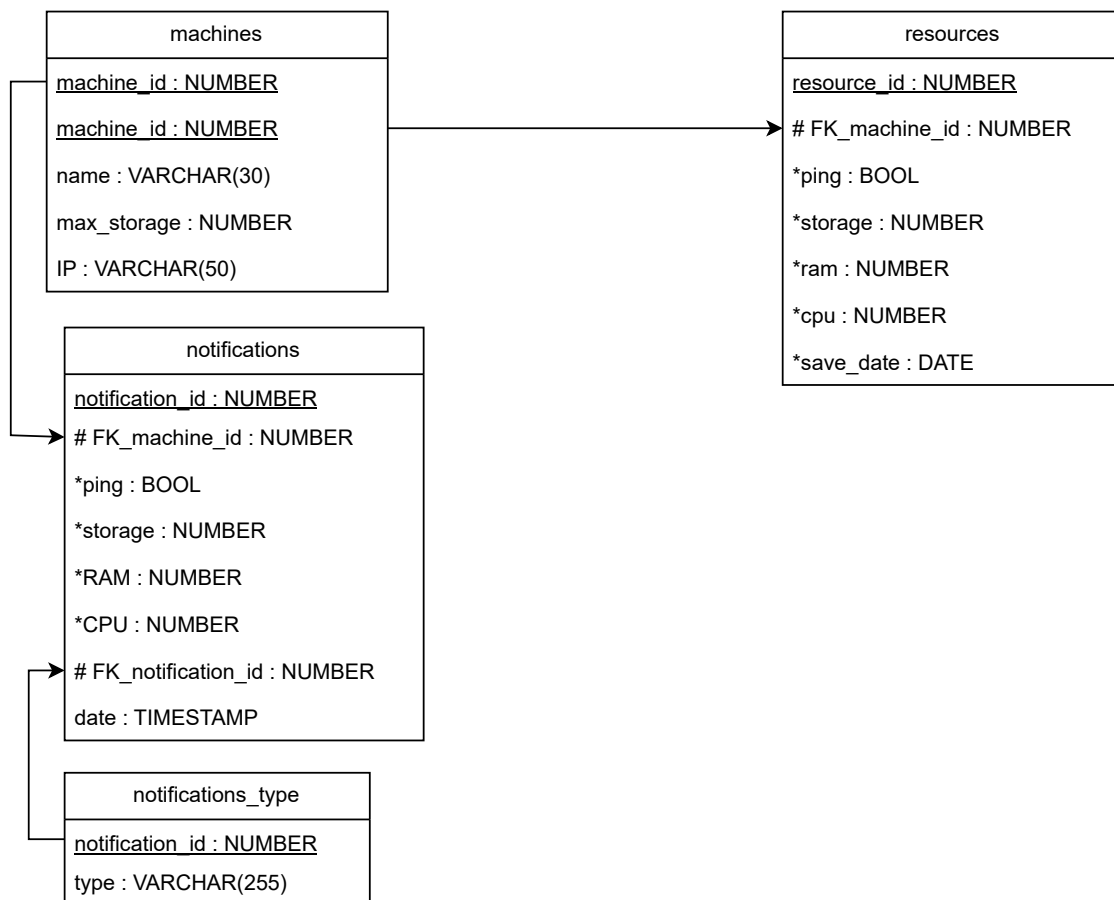 machines
machine_id : NUMBER
machine_id : NUMBER
name : VARCHAR(30)
max_storage : NUMBER
IP : VARCHAR(50)
resources
resource_id : NUMBER
# FK_machine_id : NUMBER
*ping : BOOL
*storage : NUMBER
*ram : NUMBER
*cpu : NUMBER
*save_date : DATE
notifications
notification_id : NUMBER
# FK_machine_id : NUMBER
*ping : BOOL
*storage : NUMBER
*RAM : NUMBER
*CPU : NUMBER
# FK_notification_id : NUMBER
date : TIMESTAMP
notifications_type
notification_id : NUMBER
type : VARCHAR(255)